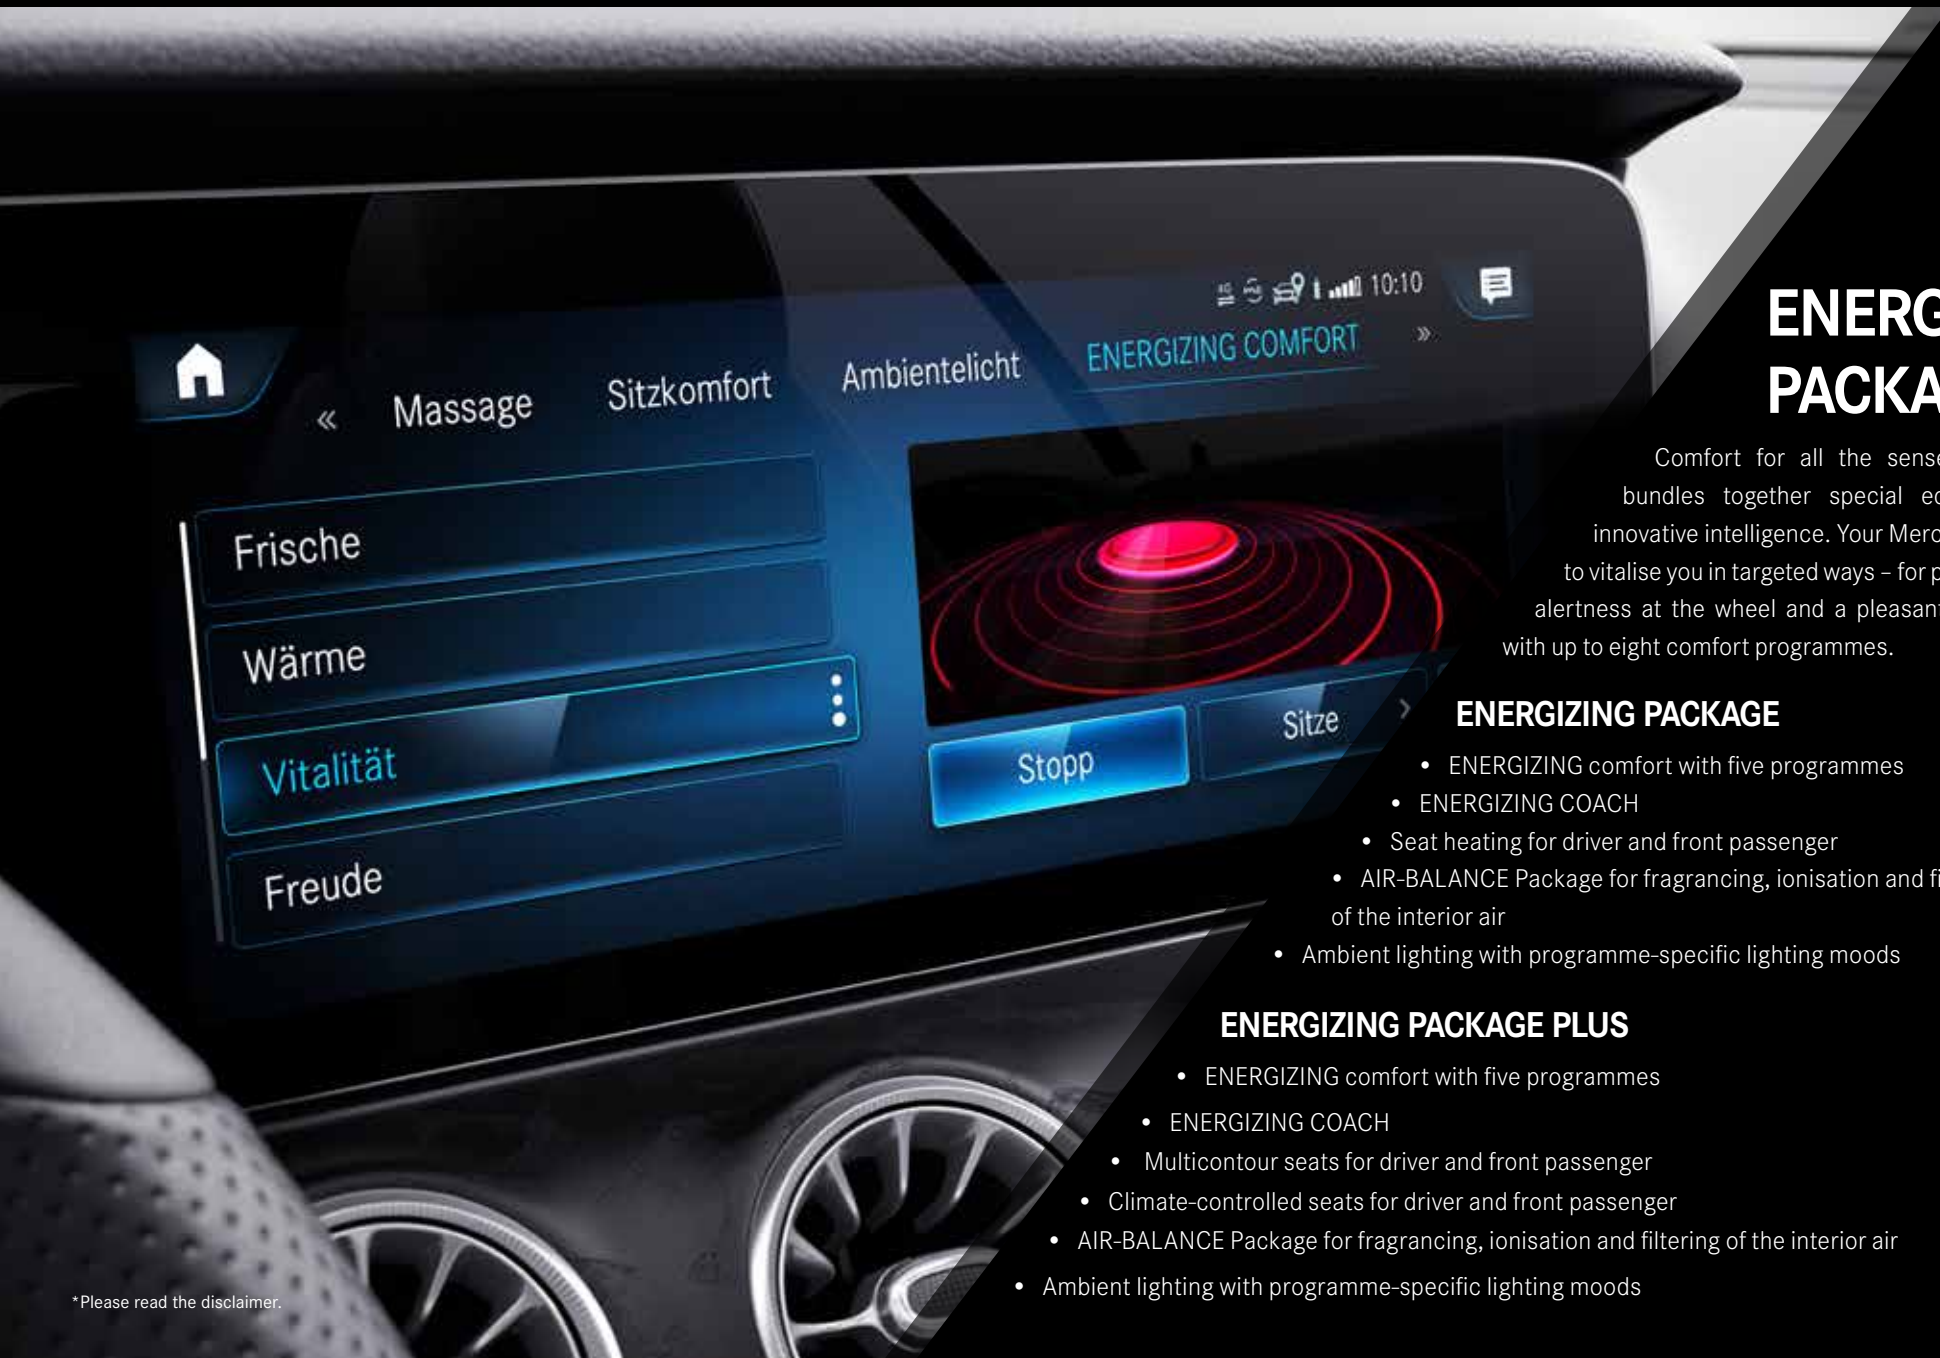 10:10
Massage
Sitzkomfort
Ambientelicht
ENERGIZING COMFORT
Frische
Wärme
Vitalität
Freude
Stopp
Sitze
ENERG
PACKA
Comfort for all the sense
bundles together special
innovative intelligence. Your Merc
to vitalise you in targeted ways – for p
alertness at the wheel and a pleasant
with up to eight comfort programmes.
ENERGIZING PACKAGE
• ENERGIZING comfort with five programmes
• ENERGIZING COACH
• Seat heating for driver and front passenger
• AIR-BALANCE Package for fragrancing, ionisation and fi
of the interior air
• Ambient lighting with programme-specific lighting moods
ENERGIZING PACKAGE PLUS
• ENERGIZING comfort with five programmes
• ENERGIZING COACH
• Multicontour seats for driver and front passenger
• Climate-controlled seats for driver and front passenger
• AIR-BALANCE Package for fragrancing, ionisation and filtering of the interior air
• Ambient lighting with programme-specific lighting moods
*Please read the disclaimer.